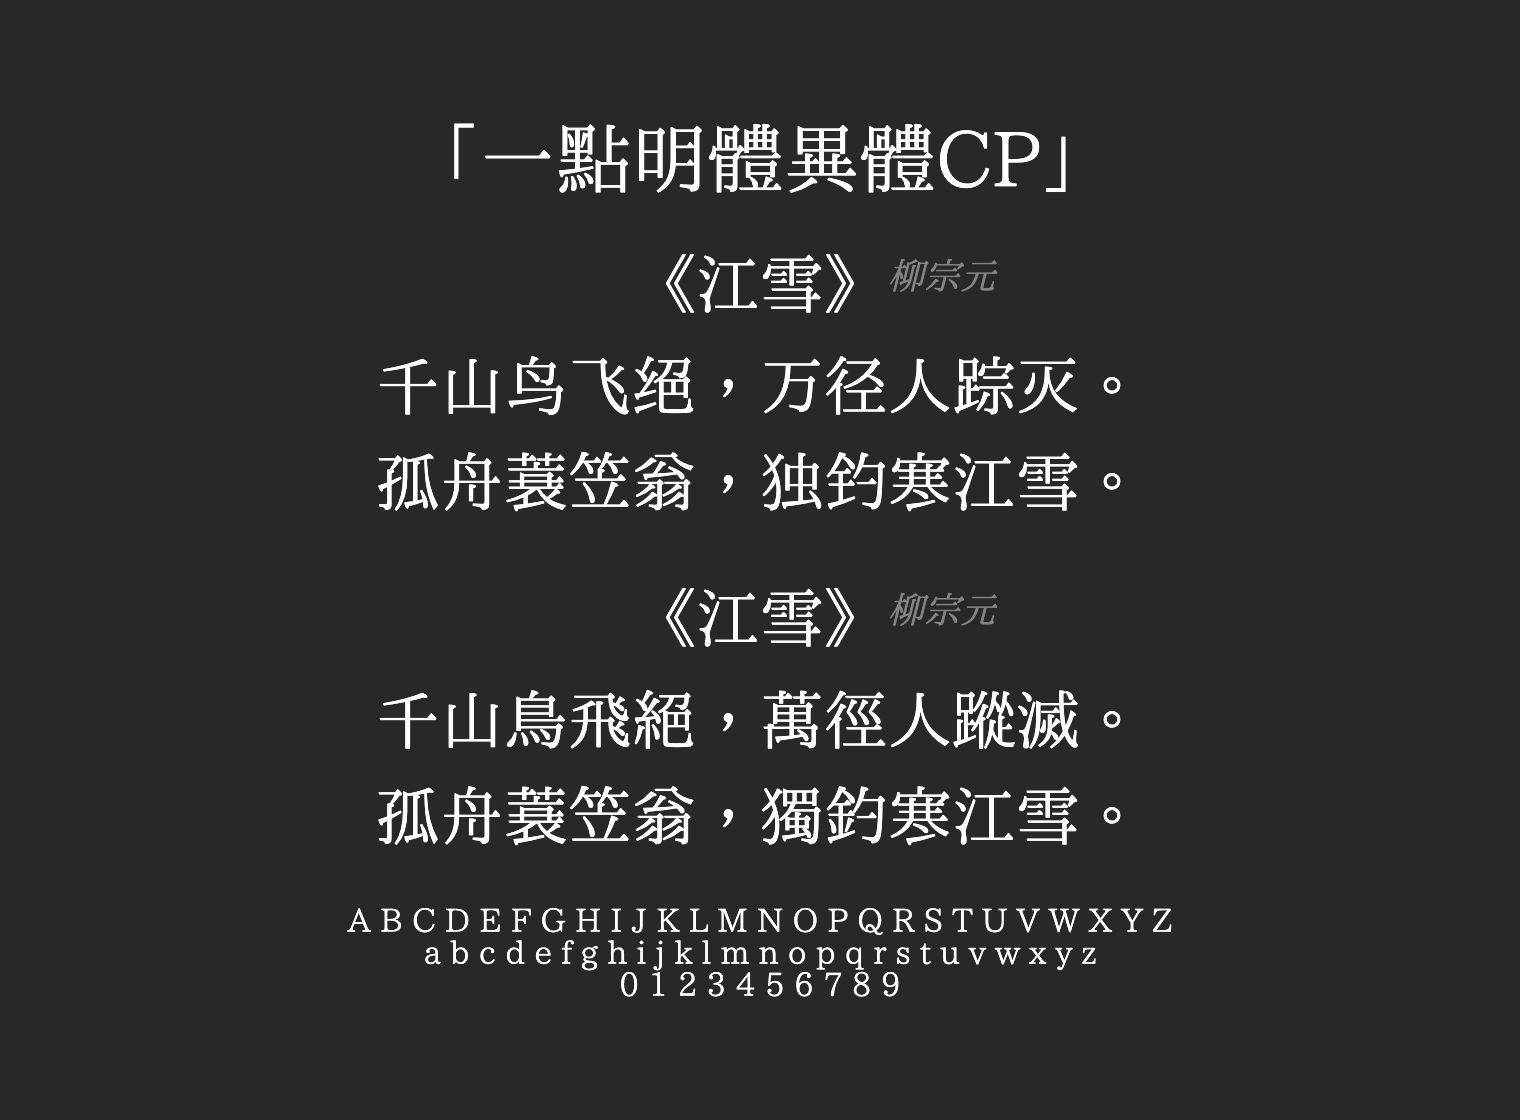 「一點明體異體CP」
《江雪》 柳宗元
千山鸟飞绝，万径人踪灭。
孤舟蓑笠翁，独釣寒江雪。
《江雪》 柳宗元
千山鳥飛絕，萬徑人蹤滅。
孤舟蓑笠翁，獨釣寒江雪。
A B C D E F G H I J K L M N O P Q R S T U V W X Y Z
a b c d e f g h i j k l m n o p q r s t u v w x y z
0 1 2 3 4 5 6 7 8 9